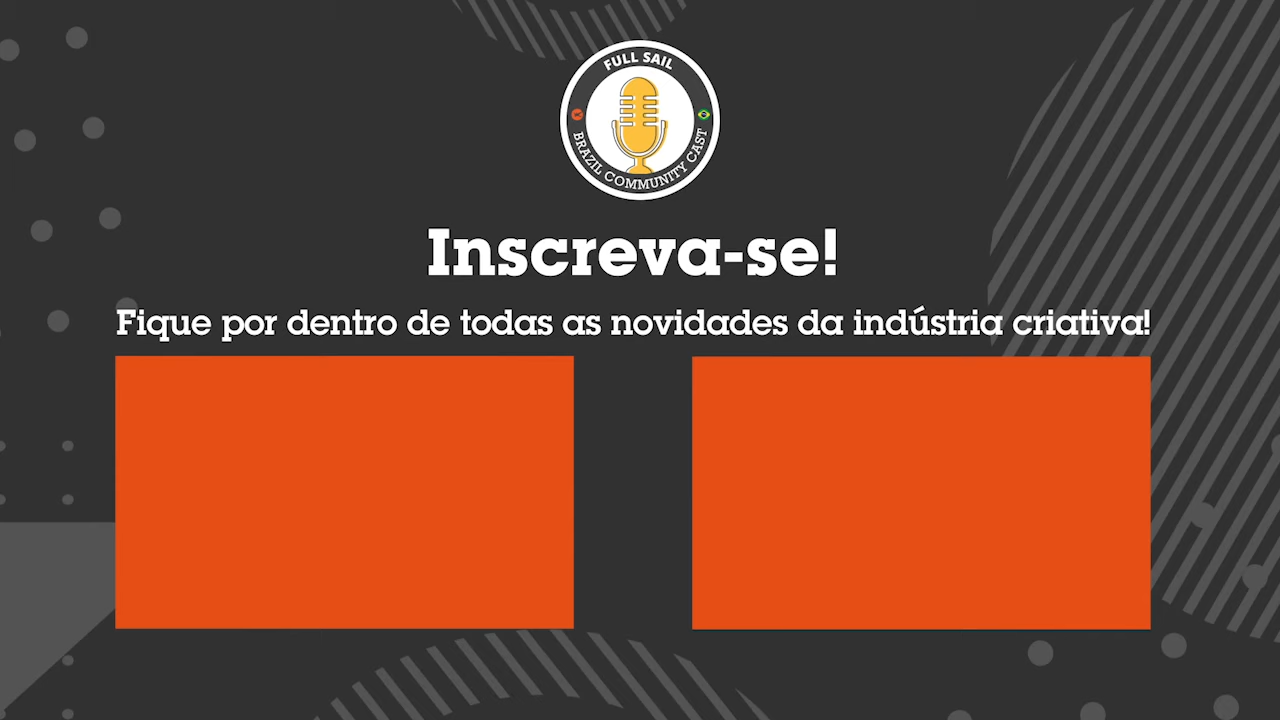 FULL SAIL
BRAZIL COMMUNITY CAST
Inscreva-se!
Fique por dentro de todas as novidades da indústria criativa!